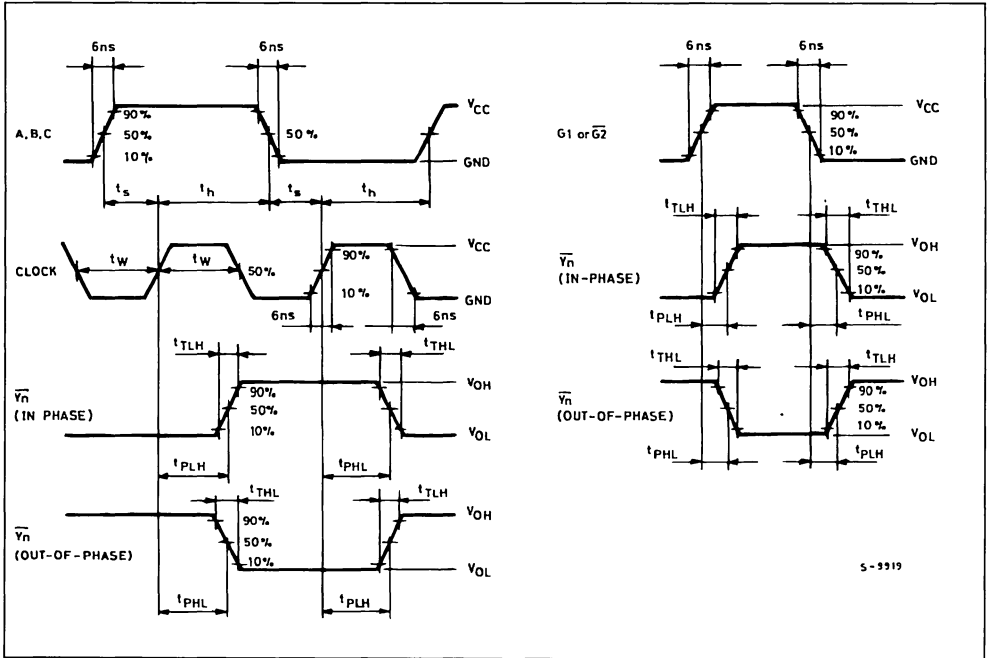 6ns 6ns
A,B,C
90%
50%
10%
50%
VCC
GND
ts th ts th
CLOCK
tW tW
50%
90%
10%
VCC
GND
6ns 6ns
tTLH tTHL
Yn
(IN PHASE)
90%
50%
10%
VOH
VOL
tPLH tPHL
tTHL tTLH
Yn
(OUT-OF-PHASE)
90%
50%
10%
VOH
VOL
tPHL tPLH
6ns 6ns
G1 or G2
VCC
90%
50%
10%
GND
tTLH tTHL
Yn
(IN-PHASE)
VOH
90%
50%
10%
VOL
tPLH tPHL
tTHL tTLH
Yn
(OUT-OF-PHASE)
VOH
90%
50%
10%
VOL
tPHL tPLH
S-9919